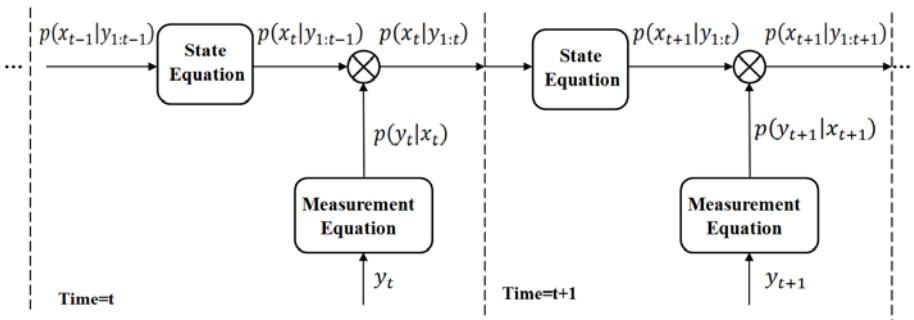 p(x_{t−1}|y_{1:t−1})
p(x_t|y_{1:t−1})
p(x_t|y_{1:t})
p(x_{t+1}|y_{1:t})
p(x_{t+1}|y_{1:t+1})
...
State
Equation
State
Equation
...
p(y_t|x_t)
p(y_{t+1}|x_{t+1})
Measurement
Equation
Measurement
Equation
y_t
y_{t+1}
Time=t
Time=t+1